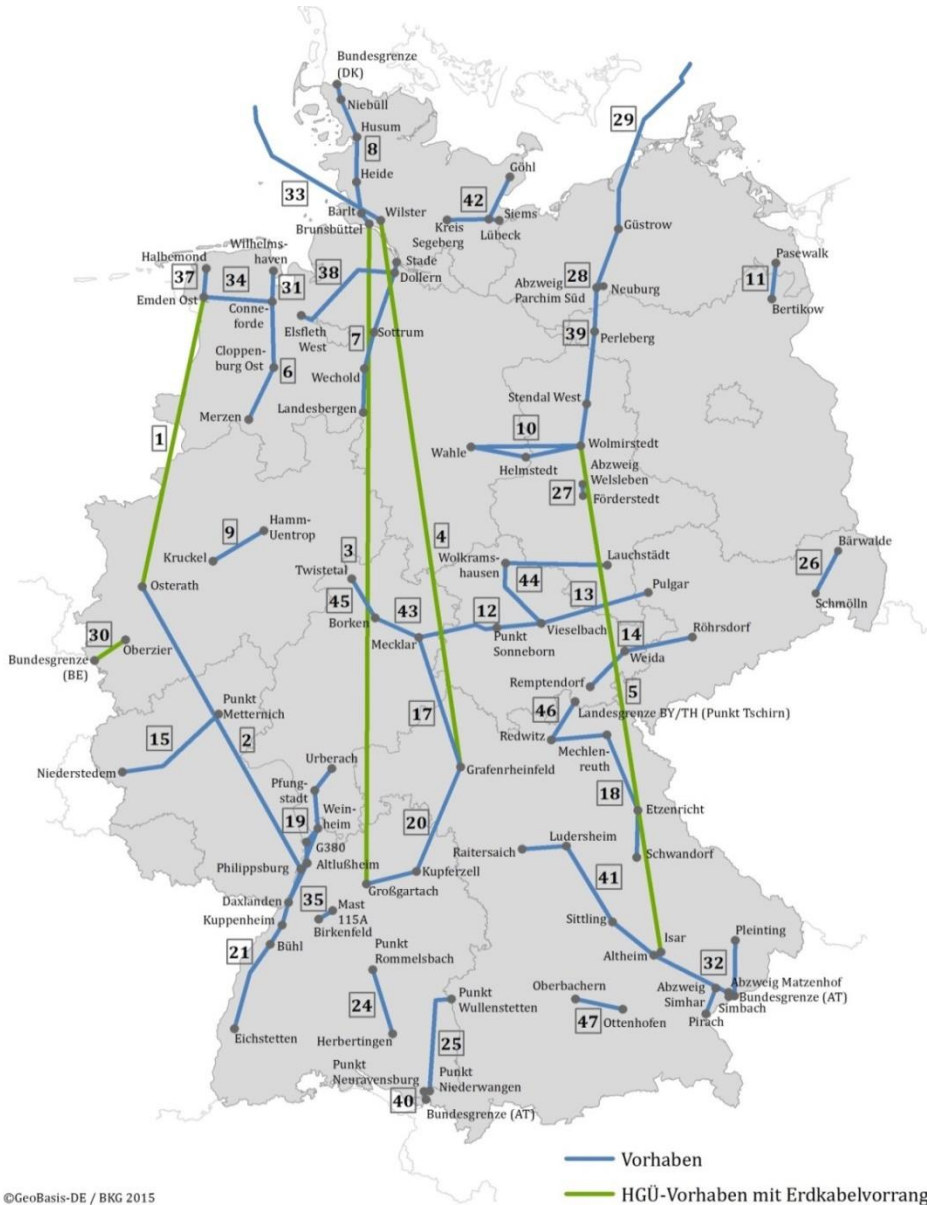 Bundesgrenze
(DK)
Niebüll
29
Husum
8
Göhl
Heide
33
42
Barlt
Wilster
Siems
Brunsbüttel
Kreis
Segeberg
Lübeck
Güstrow
Halbemond
Wilhelms-
haven
Stade
Pasewalk
37
34
38
Dollern
28
11
Emden Ost
31
Abzweig
Parchim Süd
Neuburg
Bertikow
Conne-
forde
Elsfleth
West
7
Sottrum
39
Perleberg
Cloppen-
burg Ost
6
Wechold
Merzen
Landesbergen
Stendal West
1
10
Wahle
Wolmirstedt
Helmstedt
Abzweig
Welsleben
27
Förderstedt
9
Hamm-
Uentrop
4
Kruckel
3
Wolkrams-
hausen
Lauchstädt
Bärwalde
Twistetal
44
26
Osterath
13
Pulgar
45
43
12
Schmölln
Borken
Vieselbach
30
Mecklar
Punkt
Sonneborn
14
Röhrsdorf
Oberzier
Weida
Bundesgrenze
(BE)
Remptendorf
5
Punkt
Metternich
46
Landesgrenze BY/TH (Punkt Tschirn)
17
15
2
Redwitz
Mechlen-
reuth
Niederstedem
Urberach
Grafenrheinfeld
Pfung-
stadt
18
19
Wein-
heim
20
Etzenricht
G380
Ludersheim
Raitersaich
Schwandorf
Altlußheim
Philippsburg
Kupferzell
41
Großgartach
Daxlanden
35
Mast
115A
Sittling
Kuppenheim
Birkenfeld
Isar
Pleinting
21
Bühl
Altheim
32
Punkt
Rommelsbach
Abzweig Matzenhof
Oberbachern
Abzweig
Simhar
Bundesgrenze (AT)
Punkt
Wullenstetten
Simbach
24
47
Ottenhofen
Pirach
Eichstetten
Herbertingen
25
Punkt
Neuravensburg
Punkt
Niederwangen
40
Bundesgrenze (AT)
Vorhaben
HGÜ-Vorhaben mit Erdkabelvorrang
©GeoBasis-DE / BKG 2015